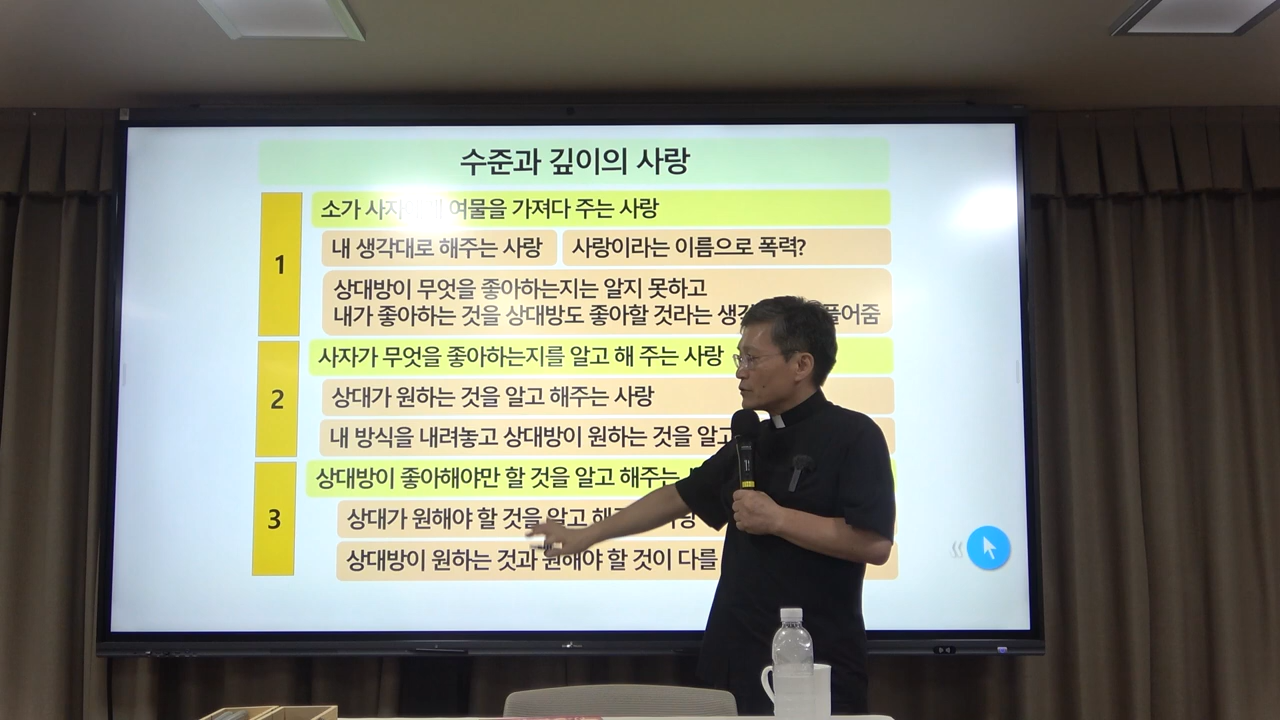 수준과 깊이의 사랑
1
소가 사자 여물을 가져다 주는 사랑
내 생각대로 해주는 사랑
사랑이라는 이름으로 폭력?
상대방이 무엇을 좋아하는지는 알지 못하고
내가 좋아하는 것을 상대방도 좋아할 것라는
2
사자가 무엇을 좋아하는지를 알고 해 주는 사랑
상대가 원하는 것을 알고 해주는 사랑
내 방식을 내려놓고 상대방이 원하는 것을 알고
3
상대방이 좋아해야만 할 것을 알고 해주는
상대가 원해야 할 것을 알고
상대방이 원하는 것과 원해야 할 것이 다를